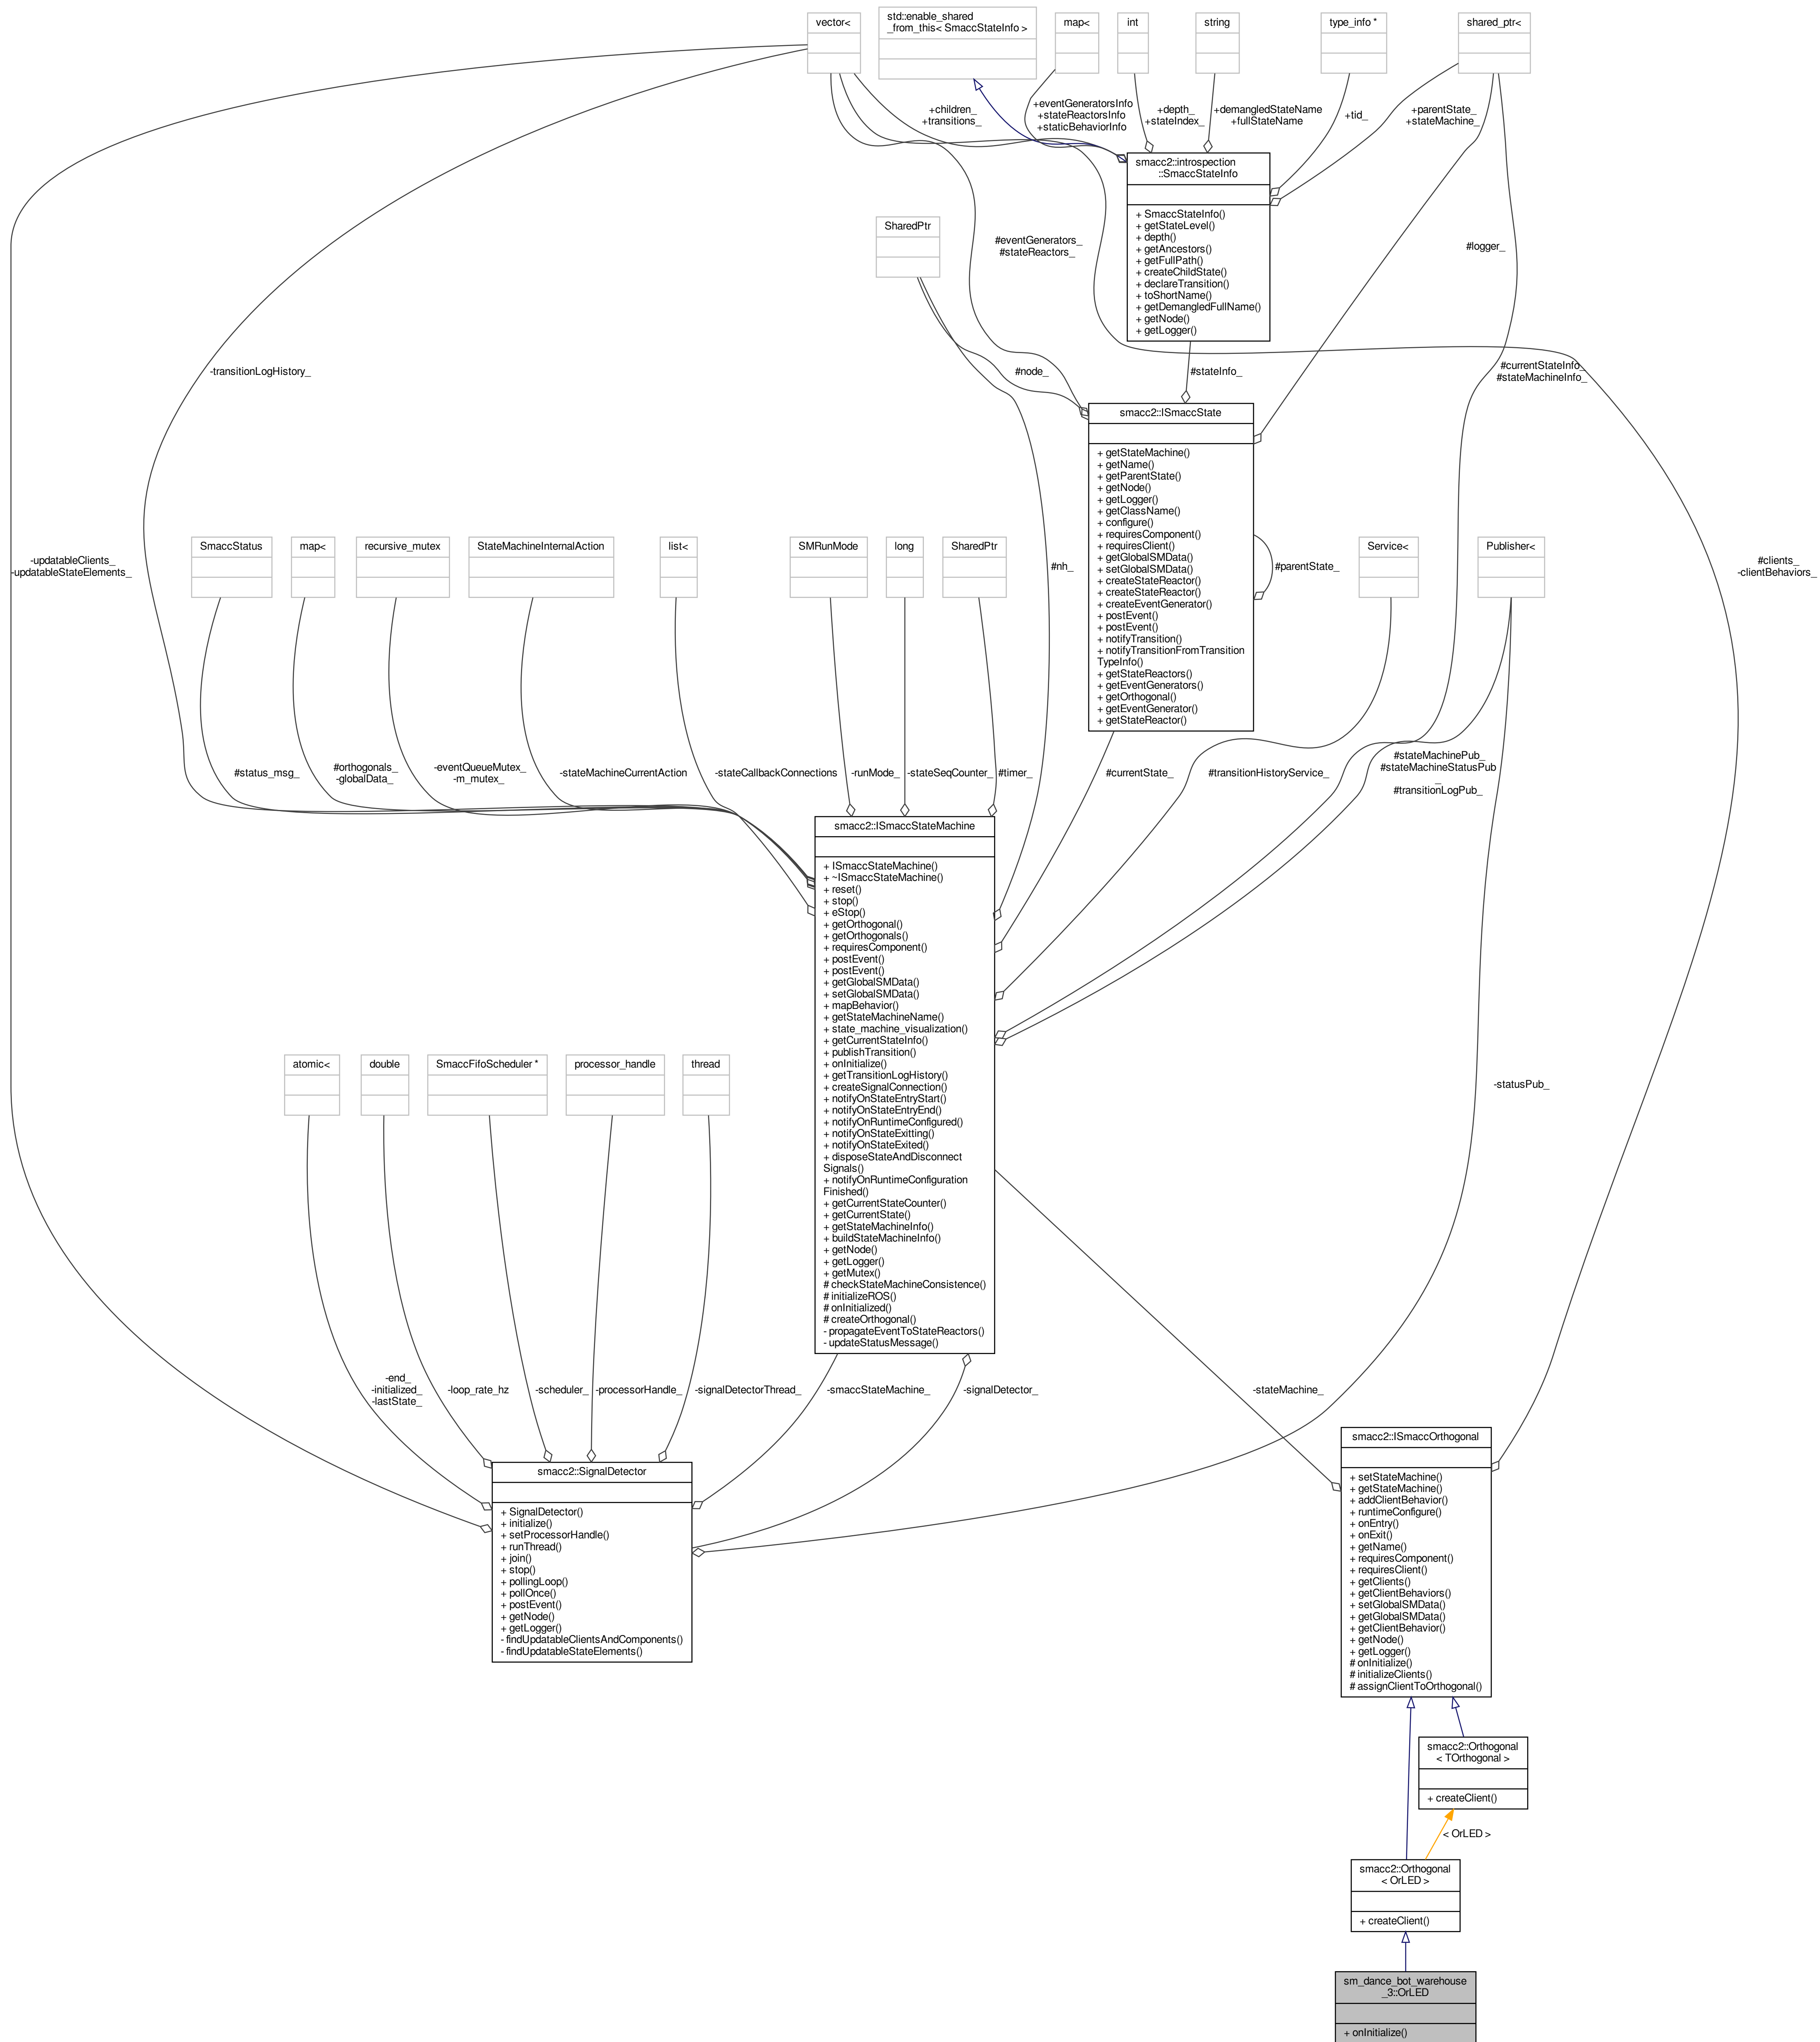 vector<
std::enable_shared
_from_this< SmaccStateInfo >
map<
int
string
type_info *
shared_ptr<
+children_
+transitions_
+eventGeneratorsInfo
+stateReactorsInfo
+staticBehaviorInfo
+depth_
+stateIndex_
+demangledStateName
+fullStateName
+tid_
+parentState_
+stateMachine_
smacc2::introspection
::SmaccStateInfo
+ SmaccStateInfo()
+ getStateLevel()
+ depth()
+ getAncestors()
+ getFullPath()
+ createChildState()
+ declareTransition()
+ toShortName()
+ getDemangledFullName()
+ getNode()
+ getLogger()
SharedPtr
#eventGenerators_
#stateReactors_
#logger_
-transitionLogHistory_
#node_
#stateInfo_
#currentStateInfo_
#stateMachineInfo_
smacc2::ISmaccState
+ getStateMachine()
+ getName()
+ getParentState()
+ getNode()
+ getLogger()
+ getClassName()
+ configure()
+ requiresComponent()
+ requiresClient()
+ getGlobalSMData()
+ setGlobalSMData()
+ createStateReactor()
+ createStateReactor()
+ createEventGenerator()
+ postEvent()
+ postEvent()
+ notifyTransition()
+ notifyTransitionFromTransition
TypeInfo()
+ getStateReactors()
+ getEventGenerators()
+ getOrthogonal()
+ getEventGenerator()
+ getStateReactor()
#parentState_
-updatableClients_
-updatableStateElements_
SmaccStatus
map<
recursive_mutex
StateMachineInternalAction
list<
SMRunMode
long
SharedPtr
#nh_
Service<
Publisher<
#clients_
-clientBehaviors_
#status_msg_
#orthogonals_
-globalData_
-eventQueueMutex_
-m_mutex_
-stateMachineCurrentAction
-stateCallbackConnections
-runMode_
-stateSeqCounter_
#timer_
#currentState_
#transitionHistoryService_
#stateMachinePub_
#stateMachineStatusPub
_
#transitionLogPub_
smacc2::ISmaccStateMachine
+ ISmaccStateMachine()
+ ~ISmaccStateMachine()
+ reset()
+ stop()
+ eStop()
+ getOrthogonal()
+ getOrthogonals()
+ requiresComponent()
+ postEvent()
+ postEvent()
+ getGlobalSMData()
+ setGlobalSMData()
+ mapBehavior()
+ getStateMachineName()
+ state_machine_visualization()
+ getCurrentStateInfo()
+ publishTransition()
+ onInitialize()
+ getTransitionLogHistory()
+ createSignalConnection()
+ notifyOnStateEntryStart()
+ notifyOnStateEntryEnd()
+ notifyOnRuntimeConfigured()
+ notifyOnStateExitting()
+ notifyOnStateExited()
+ disposeStateAndDisconnect
Signals()
+ notifyOnRuntimeConfiguration
Finished()
+ getCurrentStateCounter()
+ getCurrentState()
+ getStateMachineInfo()
+ buildStateMachineInfo()
+ getNode()
+ getLogger()
+ getMutex()
# checkStateMachineConsistence()
# initializeROS()
# onInitialized()
# createOrthogonal()
- propagateEventToStateReactors()
- updateStatusMessage()
atomic<
double
SmaccFifoScheduler *
processor_handle
thread
-statusPub_
-end_
-initialized_
-lastState_
-loop_rate_hz
-scheduler_
-processorHandle_
-signalDetectorThread_
-smaccStateMachine_
-signalDetector_
-stateMachine_
smacc2::SignalDetector
+ SignalDetector()
+ initialize()
+ setProcessorHandle()
+ runThread()
+ join()
+ stop()
+ pollingLoop()
+ pollOnce()
+ postEvent()
+ getNode()
+ getLogger()
- findUpdatableClientsAndComponents()
- findUpdatableStateElements()
smacc2::ISmaccOrthogonal
+ setStateMachine()
+ getStateMachine()
+ addClientBehavior()
+ runtimeConfigure()
+ onEntry()
+ onExit()
+ getName()
+ requiresComponent()
+ requiresClient()
+ getClients()
+ getClientBehaviors()
+ setGlobalSMData()
+ getGlobalSMData()
+ getClientBehavior()
+ getNode()
+ getLogger()
# onInitialize()
# initializeClients()
# assignClientToOrthogonal()
smacc2::Orthogonal
< TOrthogonal >
+ createClient()
< OrLED >
smacc2::Orthogonal
< OrLED >
+ createClient()
sm_dance_bot_warehouse
_3::OrLED
+ onInitialize()